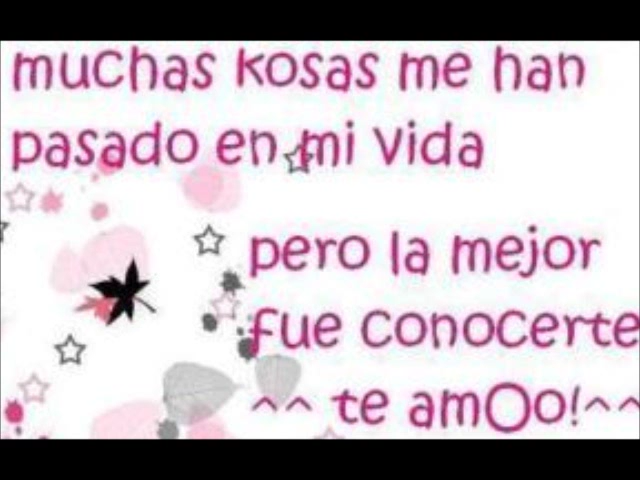 muchas kosas me han
pasado en mi vida
pero la mejor
fue conocerte
^^ te amOo!^^